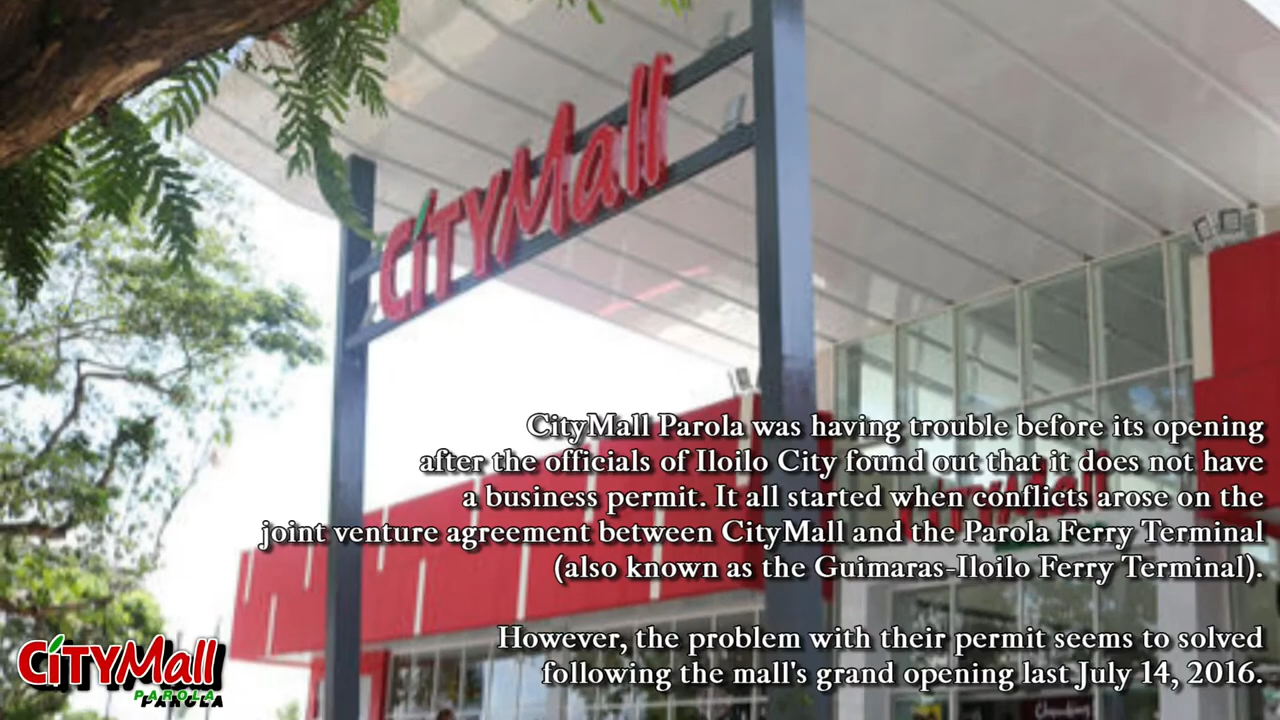 CiTYMall
CityMall Parola was having trouble before its opening
after the officials of Iloilo City found out that it does not have
a business permit. It all started when conflicts arose on the
joint venture agreement between CityMall and the Parola Ferry Terminal
(also known as the Guimaras-Iloilo Ferry Terminal).
However, the problem with their permit seems to solved
following the mall's grand opening last July 14, 2016.
CiTYMall
PAROLA